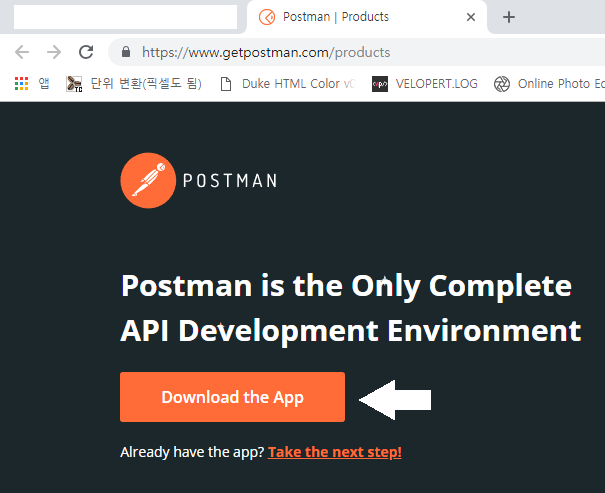 Postman | Products
https://www.getpostman.com/products
앱 단위 변환(픽셀도 됨) Duke HTML Color v VELOPERT.LOG Online Photo Ed
POSTMAN
Postman is the Only Complete
API Development Environment
Download the App
Already have the app? Take the next step!